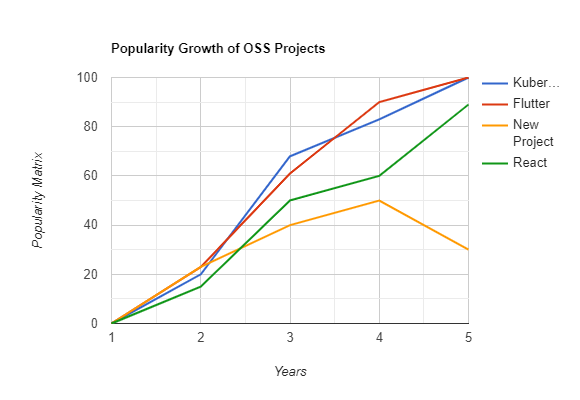 Popularity Growth of OSS Projects
100
80
60
40
20
0
Popularity Matrix
1 2 3 4 5
Years
Kuber…
Flutter
New
Project
React